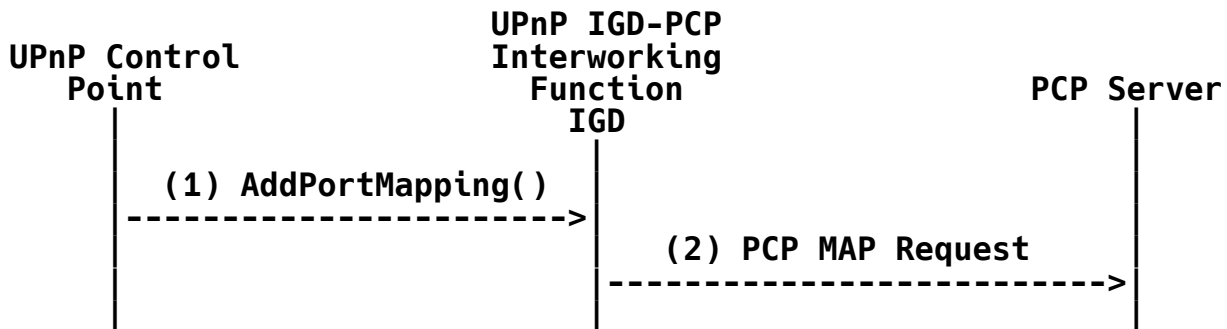 UPnP Control
Point
UPnP IGD-PCP
Interworking
Function
IGD
PCP Server
(1) AddPortMapping()
(2) PCP MAP Request